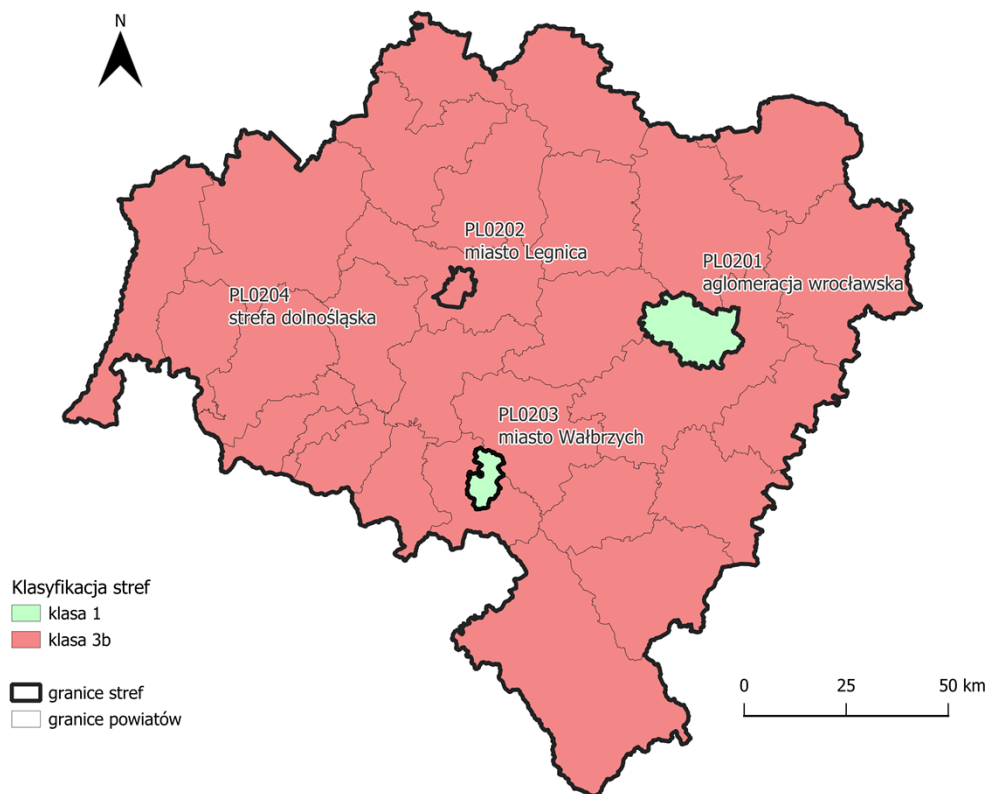 N
PL0202
miasto Legnica
PL0201
aglomeracja wrocławska
PL0204
strefa dolnośląska
PL0203
miasto Wałbrzych
Klasyfikacja stref
klasa 1
klasa 3b
granice stref
granice powiatów
0 25 50 km